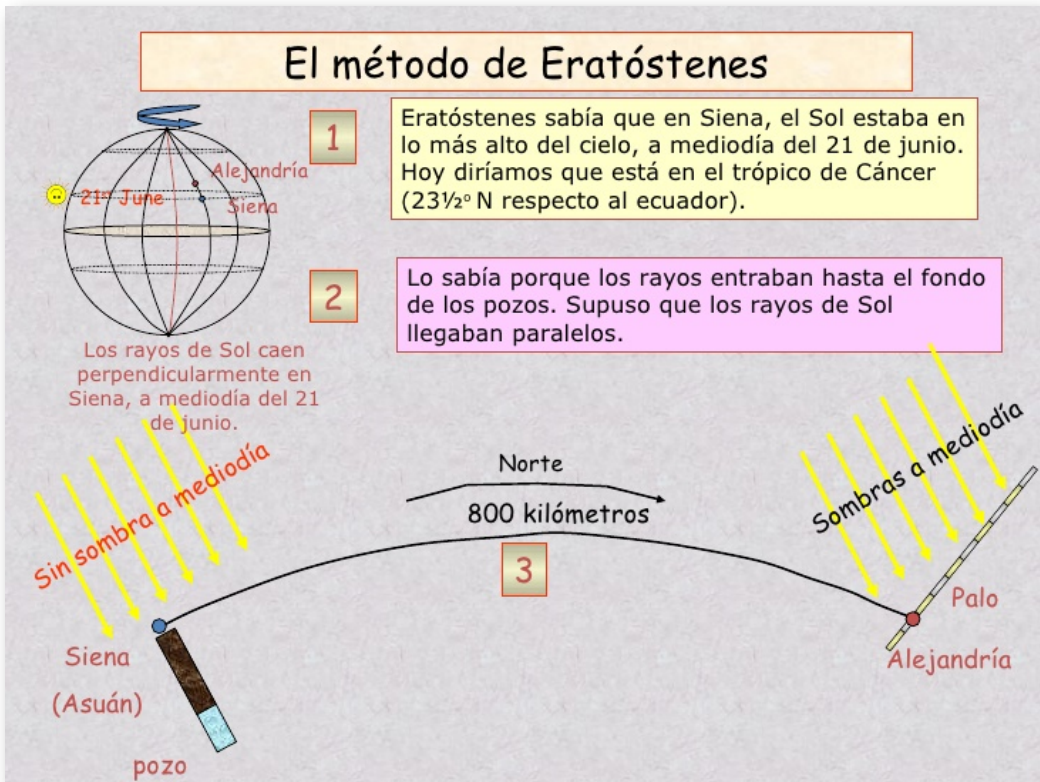 El método de Eratóstenes
1
Eratóstenes sabía que en Siena, el Sol estaba en
lo más alto del cielo, a mediodía del 21 de junio.
Hoy diríamos que está en el trópico de Cáncer
(23½º N respecto al ecuador).
Alejandría
21st June
Siena
2
Lo sabía porque los rayos entraban hasta el fondo
de los pozos. Supuso que los rayos de Sol
llegaban paralelos.
Los rayos de Sol caen
perpendicularmente en
Siena, a mediodía del 21
de junio.
Sin sombra a mediodía
Norte
800 kilómetros
3
Sombras a mediodía
Palo
Alejandría
Siena
(Asuán)
pozo